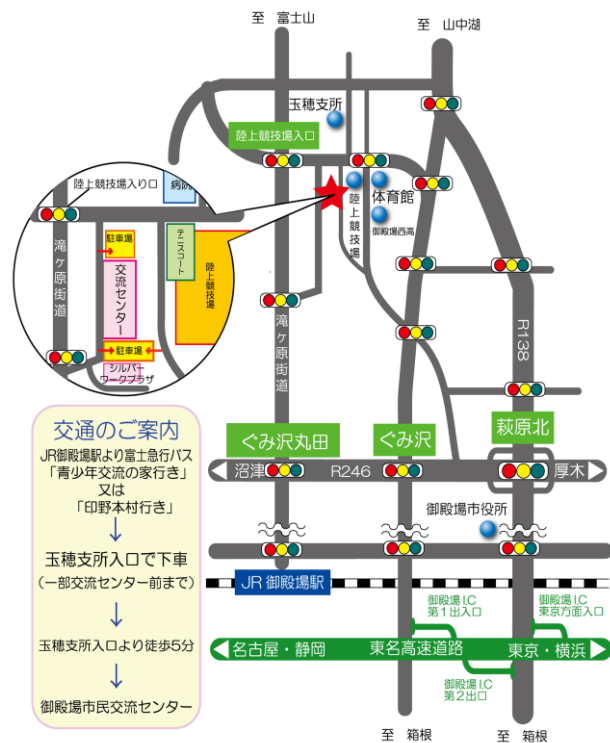 至 富士山
至 山中湖
玉穂支所
陸上競技場入口
体育館
陸上競技場
御殿場西高
陸上競技場入り口
病院
駐車場
テニスコート
陸上競技場
交流センター
滝ヶ原街道
駐車場
シルバー
ワークプラザ
滝ヶ原街道
R138
交通のご案内
JR御殿場駅より富士急行バス
「青少年交流の家行き」
又は
「印野本村行き」
↓
玉穂支所入口で下車
(一部交流センター前まで)
↓
玉穂支所入口より徒歩5分
↓
御殿場市民交流センター
ぐみ沢丸田
ぐみ沢
萩原北
沼津
R246
厚木
御殿場市役所
JR 御殿場駅
御殿場 I.C
第1出入口
御殿場 I.C
東京方面入口
名古屋・静岡
東名高速道路
東京・横浜
御殿場 I.C
第2出口
至 箱根
至 箱根